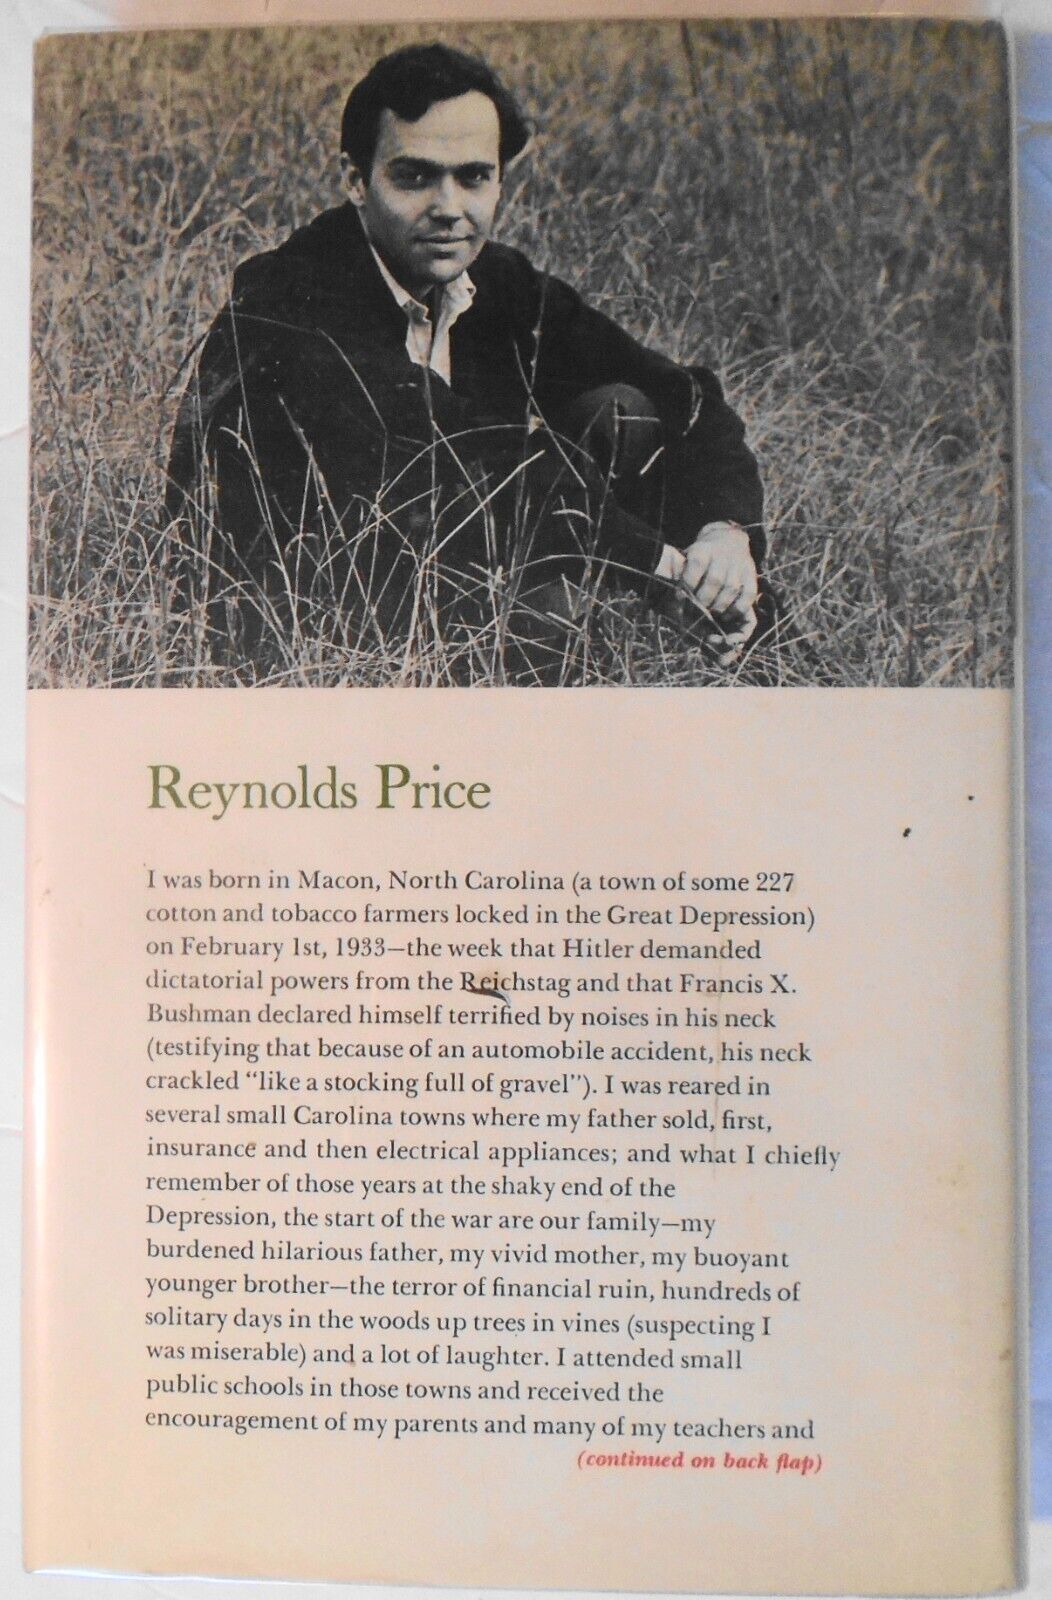 Reynolds Price
I was born in Macon, North Carolina (a town of some 227
cotton and tobacco farmers locked in the Great Depression)
on February 1st, 1933—the week that Hitler demanded
dictatorial powers from the Reichstag and that Francis X.
Bushman declared himself terrified by noises in his neck
(testifying that because of an automobile accident, his neck
crackled "like a stocking full of gravel"). I was reared in
several small Carolina towns where my father sold, first,
insurance and then electrical appliances; and what I chiefly
remember of those years at the shaky end of the
Depression, the start of the war are our family—my
burdened hilarious father, my vivid mother, my buoyant
younger brother—the terror of financial ruin, hundreds of
solitary days in the woods up trees in vines (suspecting I
was miserable) and a lot of laughter. I attended small
public schools in those towns and received the
encouragement of my parents and many of my teachers and
(continued on back flap)